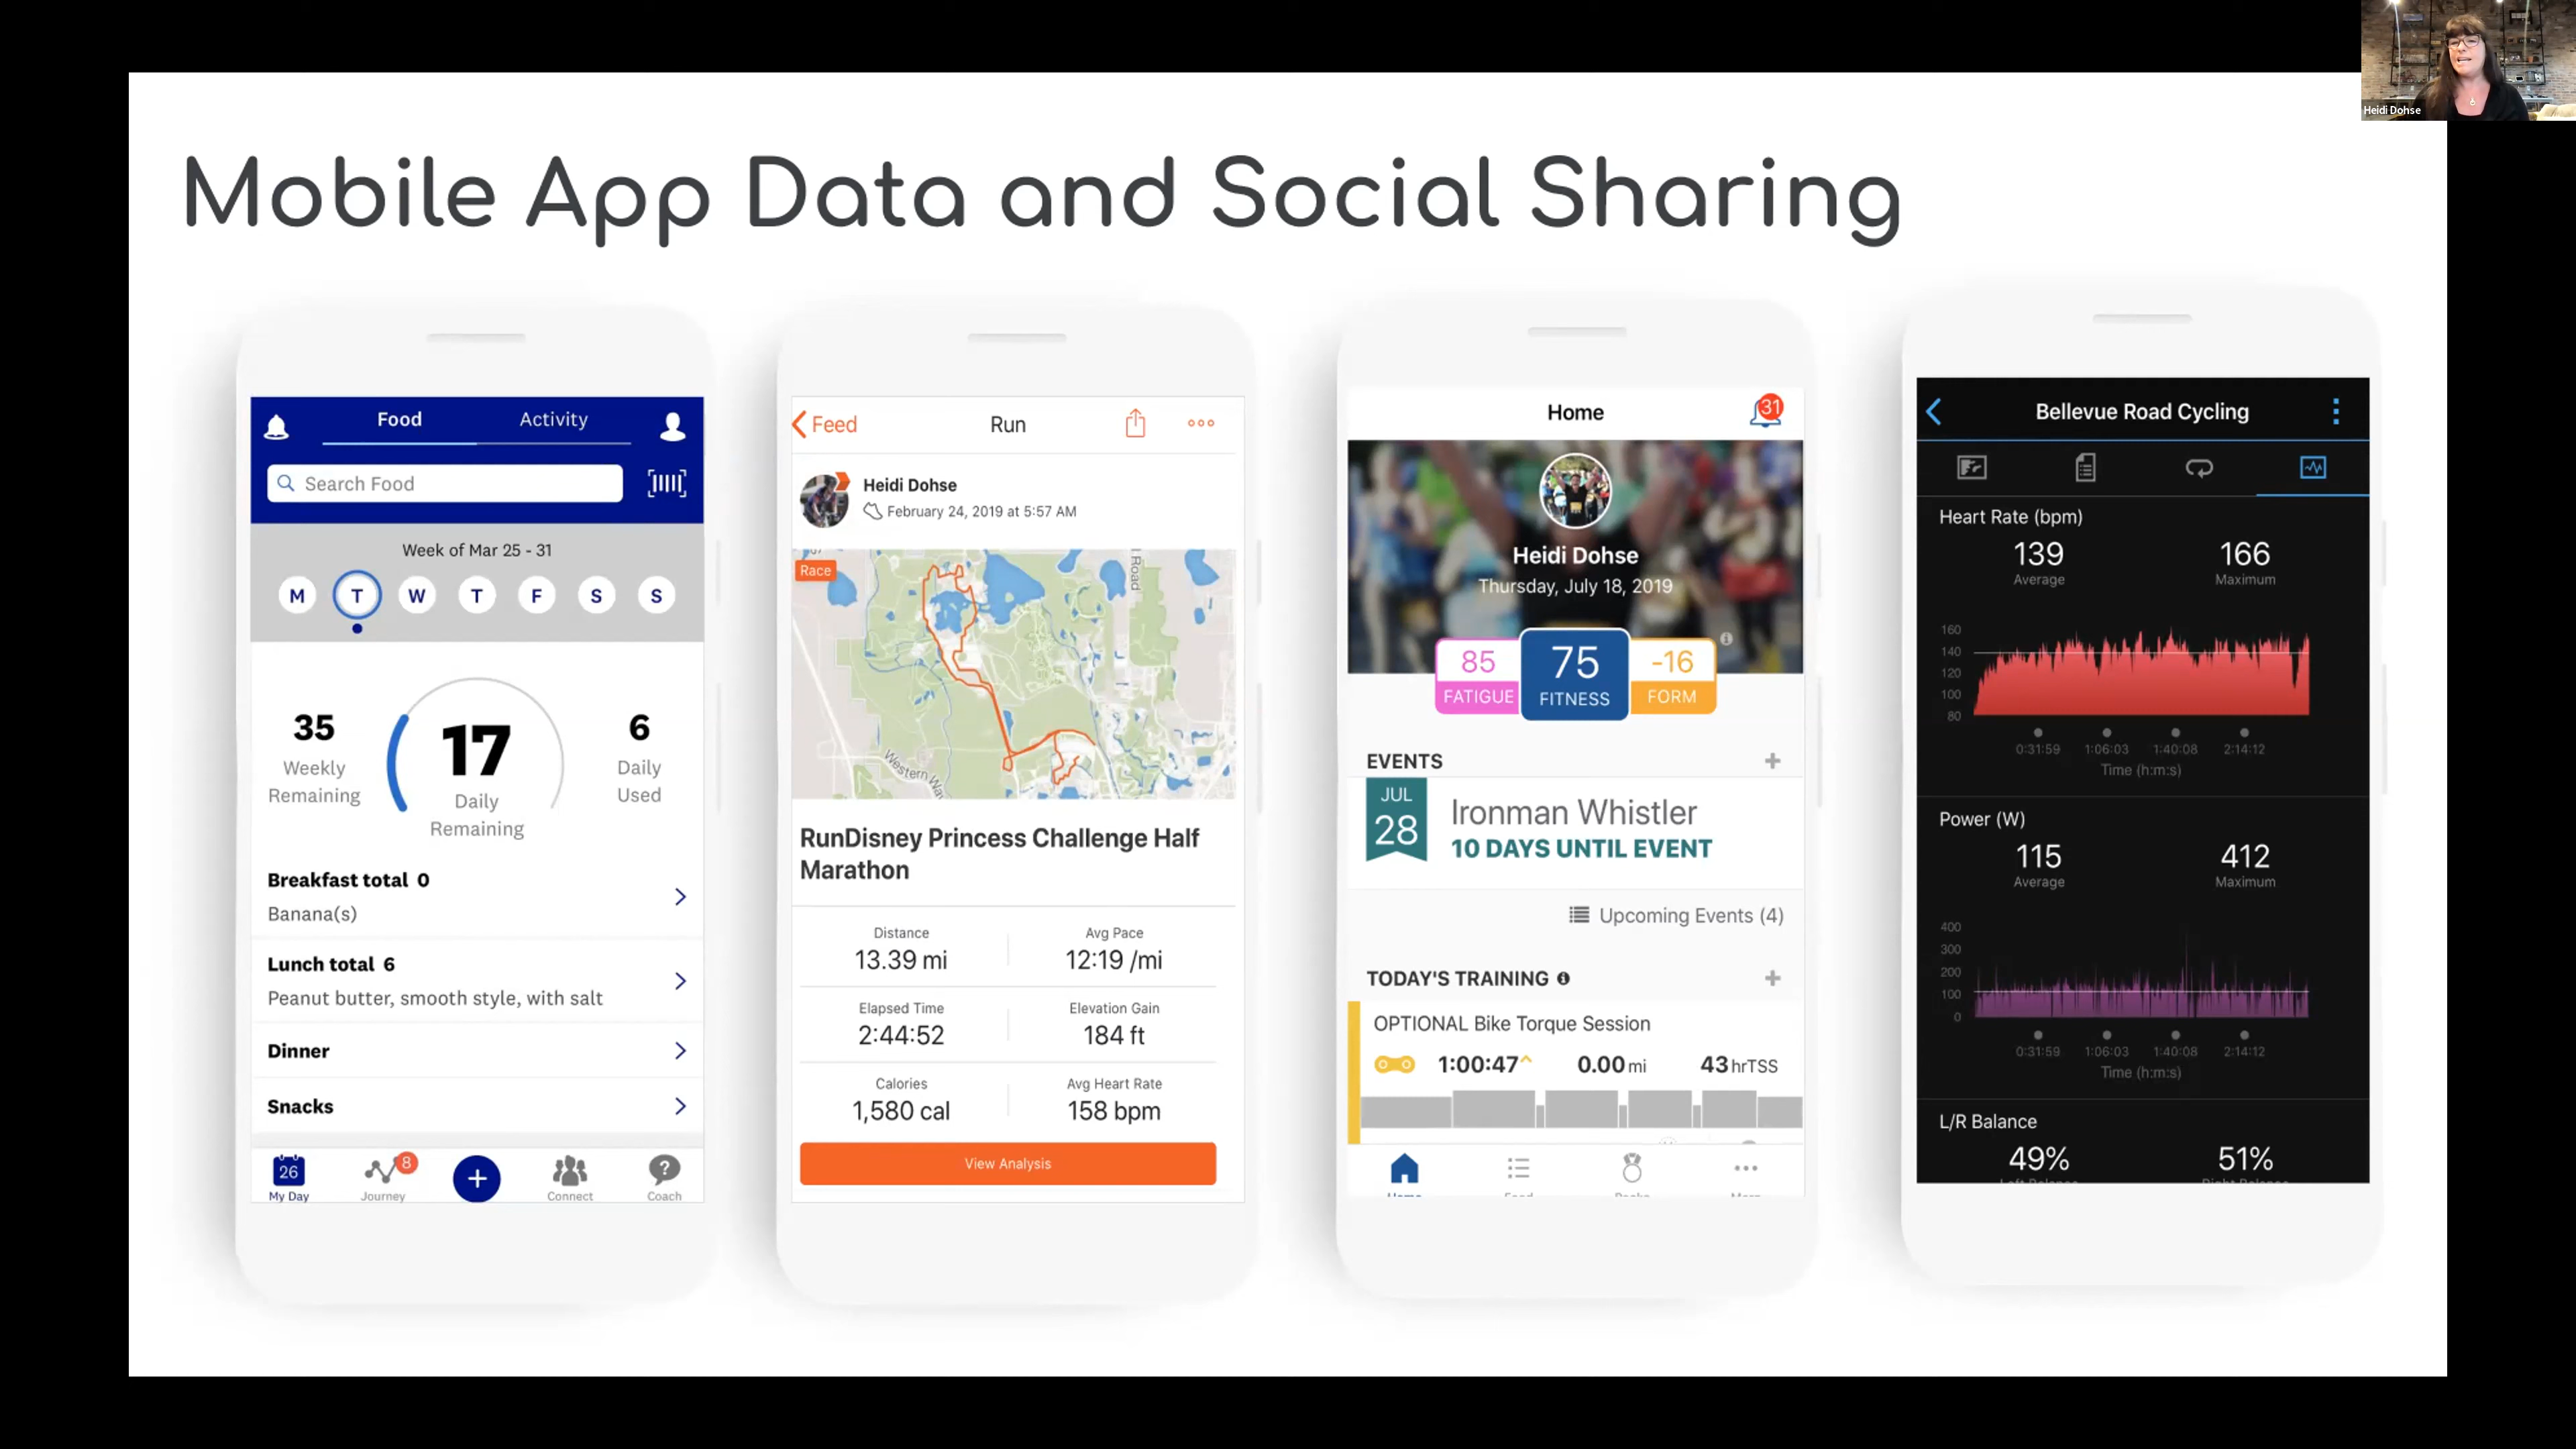 Heidi Dohse
Mobile App Data and Social Sharing
Food Activity
Search Food
Week of Mar 25 - 31
M T W T F S S
35
Weekly
Remaining
17
Daily
Remaining
6
Daily
Used
Breakfast total 0
Banana(s)
Lunch total 6
Peanut butter, smooth style, with salt
Dinner
Snacks
26
My Day
8
Journey
+
Connect
?
Coach
Feed Run
Heidi Dohse
February 24, 2019 at 5:57 AM
Race
Road
Western Wa
RunDisney Princess Challenge Half
Marathon
Distance Avg Pace
13.39 mi 12:19 /mi
Elapsed Time Elevation Gain
2:44:52 184 ft
Calories Avg Heart Rate
1,580 cal 158 bpm
View Analysis
Home 31
Heidi Dohse
Thursday, July 18, 2019
85 75 -16
FATIGUE FITNESS FORM
EVENTS +
JUL
28
Ironman Whistler
10 DAYS UNTIL EVENT
Upcoming Events (4)
TODAY'S TRAINING +
OPTIONAL Bike Torque Session
1:00:47^ 0.00 mi 43 hrTSS
Bellevue Road Cycling
Heart Rate (bpm)
139 166
Average Maximum
160
140
120
100
80
0:31:59 1:06:03 1:40:08 2:14:12
Time (h:m:s)
Power (W)
115 412
Average Maximum
400
300
200
100
0
0:31:59 1:06:03 1:40:08 2:14:12
Time (h:m:s)
L/R Balance
49% 51%